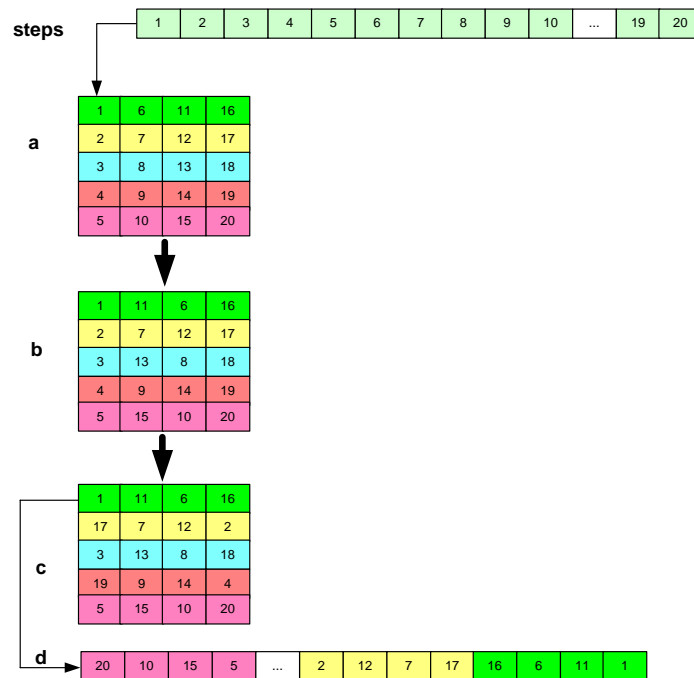 steps 1 2 3 4 5 6 7 8 9 10 ... 19 20
a
1 6 11 16
2 7 12 17
3 8 13 18
4 9 14 19
5 10 15 20
b
1 11 6 16
2 7 12 17
3 13 8 18
4 9 14 19
5 15 10 20
c
1 11 6 16
17 7 12 2
3 13 8 18
19 9 14 4
5 15 10 20
d 20 10 15 5 ... 2 12 7 17 16 6 11 1